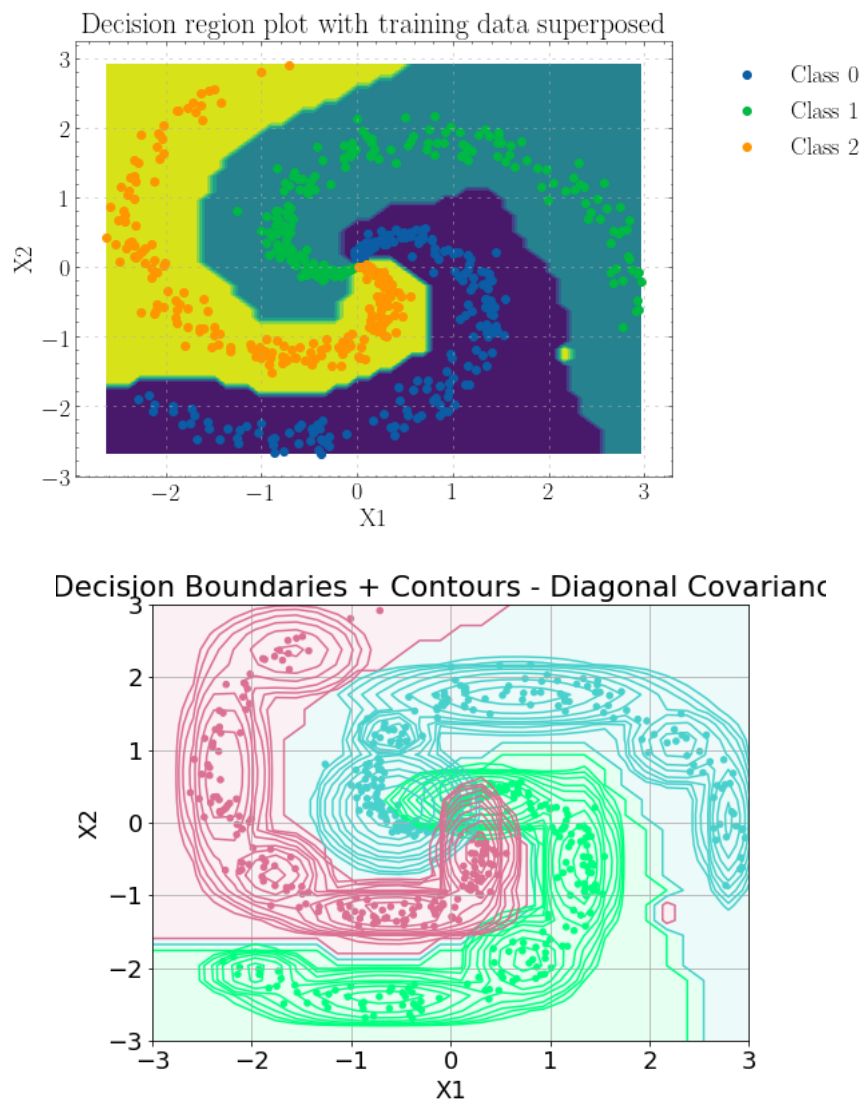 Decision region plot with training data superposed
3
2
1
0
−1
−2
−3
X2
−2 −1 0 1 2 3
X1
Class 0
Class 1
Class 2
Decision Boundaries + Contours - Diagonal Covarianc
3
2
1
0
−1
−2
−3
X2
−3 −2 −1 0 1 2 3
X1